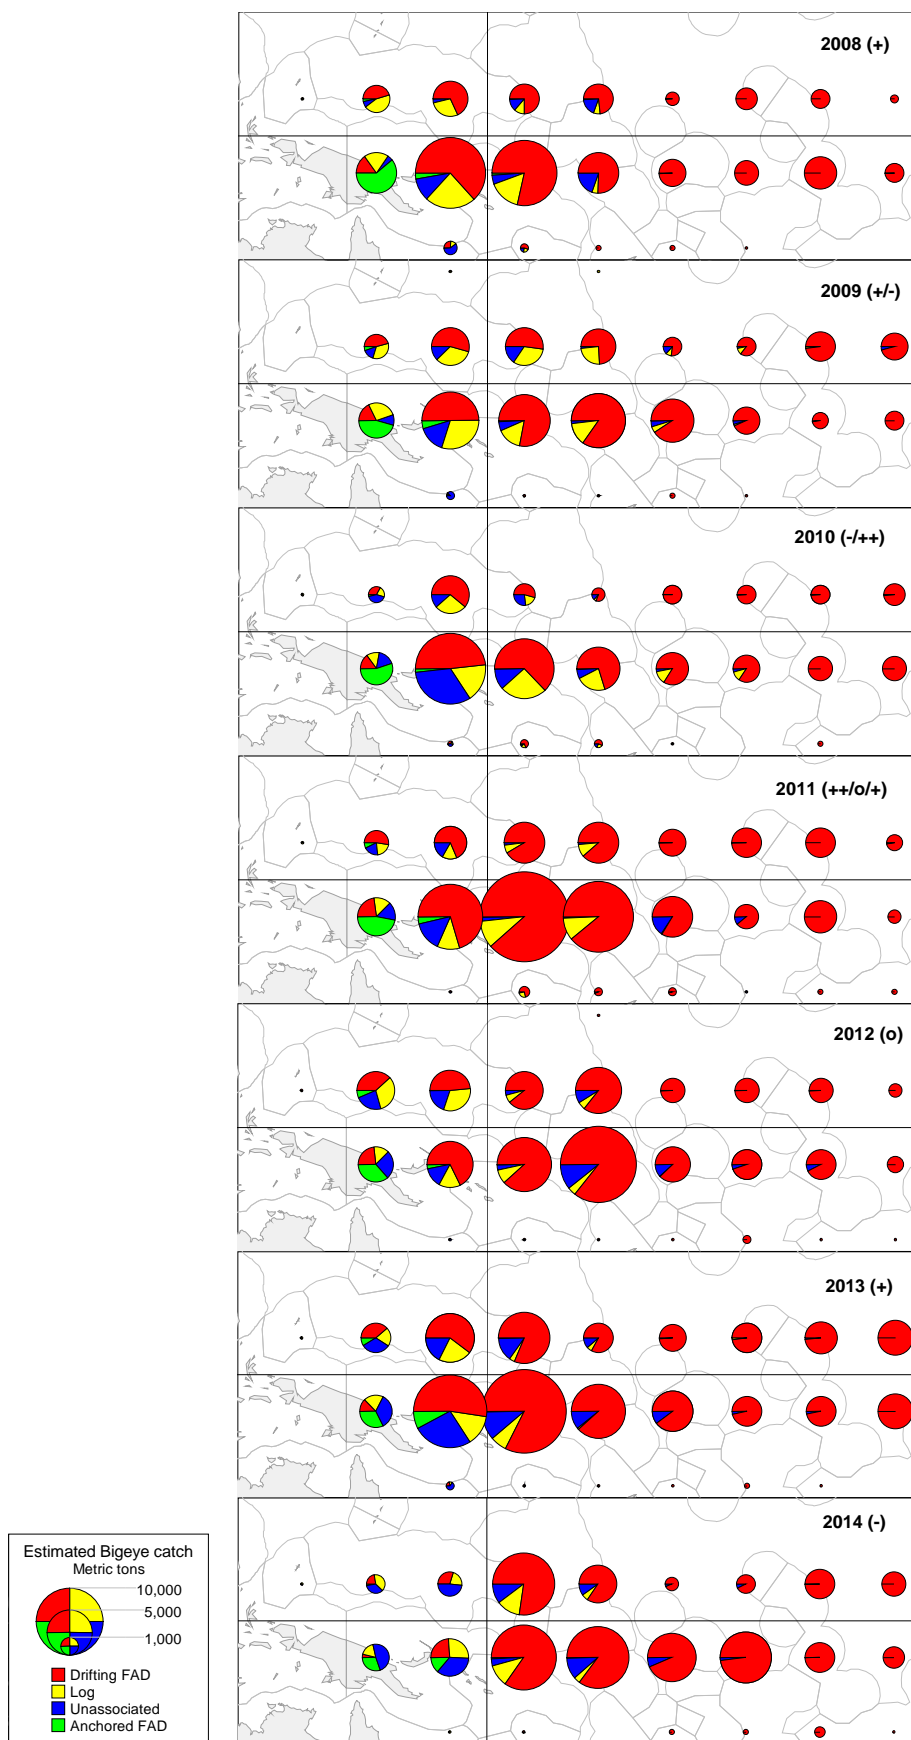 2008 (+)
2009 (+/-)
2010 (-/++)
2011 (++/o/+)
2012 (o)
2013 (+)
2014 (-)
Estimated Bigeye catch
Metric tons
10,000
5,000
1,000
Drifting FAD
Log
Unassociated
Anchored FAD